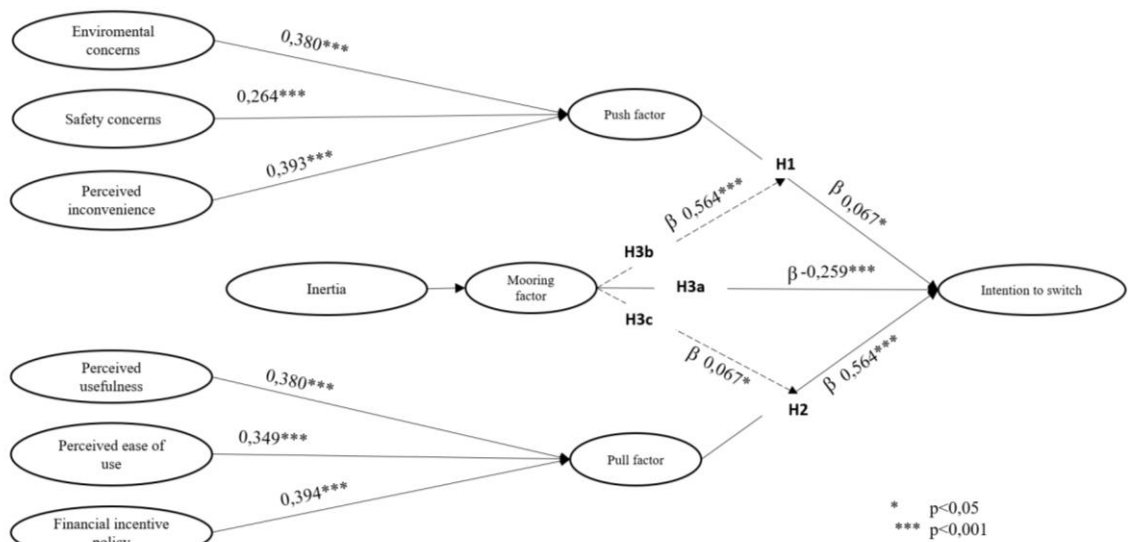 Enviromental
concerns
0,380***
Safety concerns
0,264***
Perceived
inconvenience
0,393***
Push factor
H1
β 0,067*
β 0,564***
H3b
Inertia
Mooring
factor
H3a
β -0,259***
Intention to switch
H3c
β 0,067*
β 0,564***
H2
Perceived
usefulness
0,380***
Perceived ease of
use
0,349***
Financial incentive
policy
0,394***
Pull factor
* p<0,05
*** p<0,001